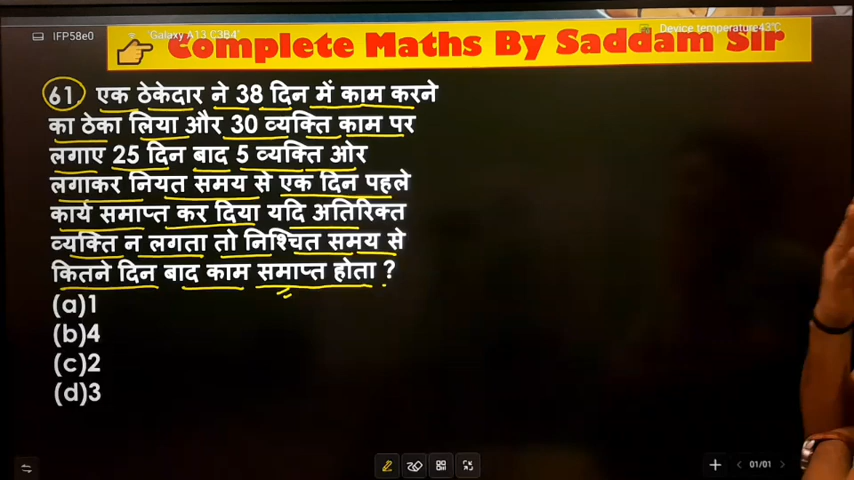 IFP58e0
Galaxy A13 C3B4
Device temperature43°C
Complete Maths By Saddam Sir
61. एक ठेकेदार ने 38 दिन में काम करने
का ठेका लिया और 30 व्यक्ति काम पर
लगाए 25 दिन बाद 5 व्यक्ति ओर
लगाकर नियत समय से एक दिन पहले
कार्य समाप्त कर दिया यदि अतिरिक्त
व्यक्ति न लगता तो निश्चित समय से
कितने दिन बाद काम समाप्त होता ?
(a)1
(b)4
(c)2
(d)3
01/01